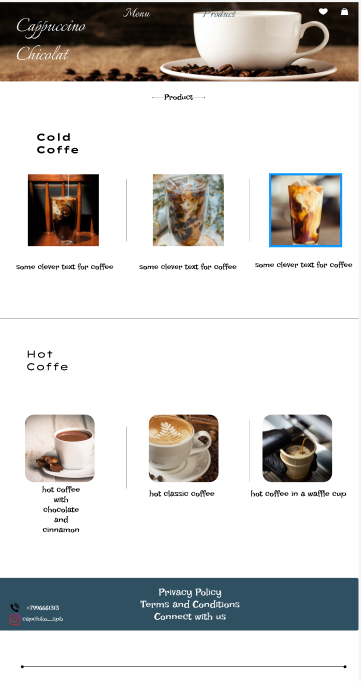 Menu
Product
Cappuccino
Chicolat
Product
Cold
Coffe
some clever text for coffee
some clever text for coffee
some clever text for coffee
Hot
Coffe
hot coffee
with
chocolate
and
cinnamon
hot classic coffee
hot coffee in a waffle cup
Privacy Policy
Terms and Conditions
Connect with us